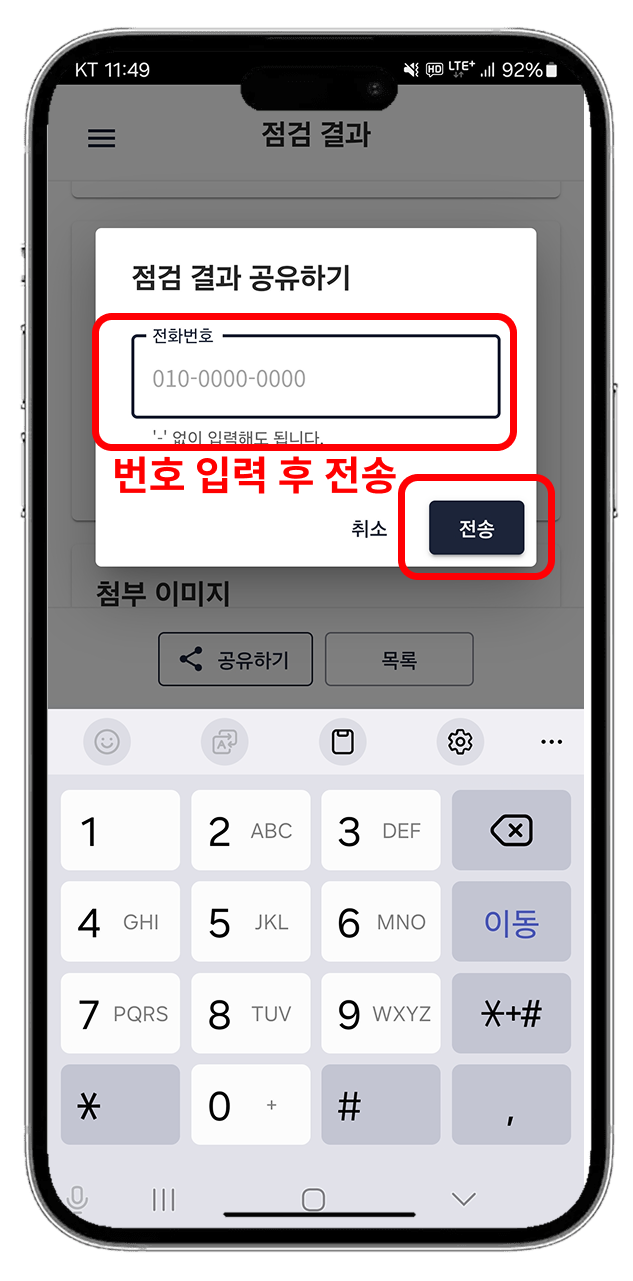 KT 11:49 HD LTE+ 92%
점검 결과
점검 결과 공유하기
전화번호
010-0000-0000
'-' 없이 입력해도 됩니다.
번호 입력 후 전송
취소 전송
첨부 이미지
공유하기 목록
1 2 ABC 3 DEF
4 GHI 5 JKL 6 MNO 이동
7 PQRS 8 TUV 9 WXYZ *+#
* 0 + # ,